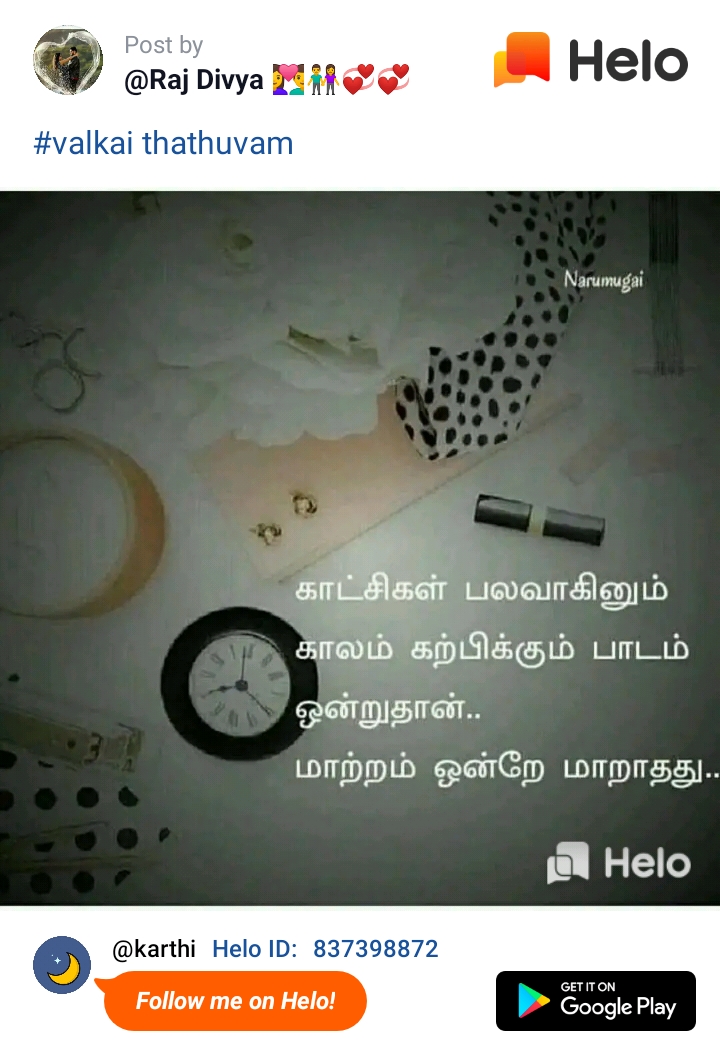 Post by
@Raj Divya 👩‍❤️‍👨👫💞💞
Helo
#valkai thathuvam
Narumugai
காட்சிகள் பலவாகினும்
காலம் கற்பிக்கும் பாடம்
ஒன்றுதான்..
மாற்றம் ஒன்றே மாறாதது..
Helo
@karthi Helo ID: 837398872
Follow me on Helo!
GET IT ON
Google Play